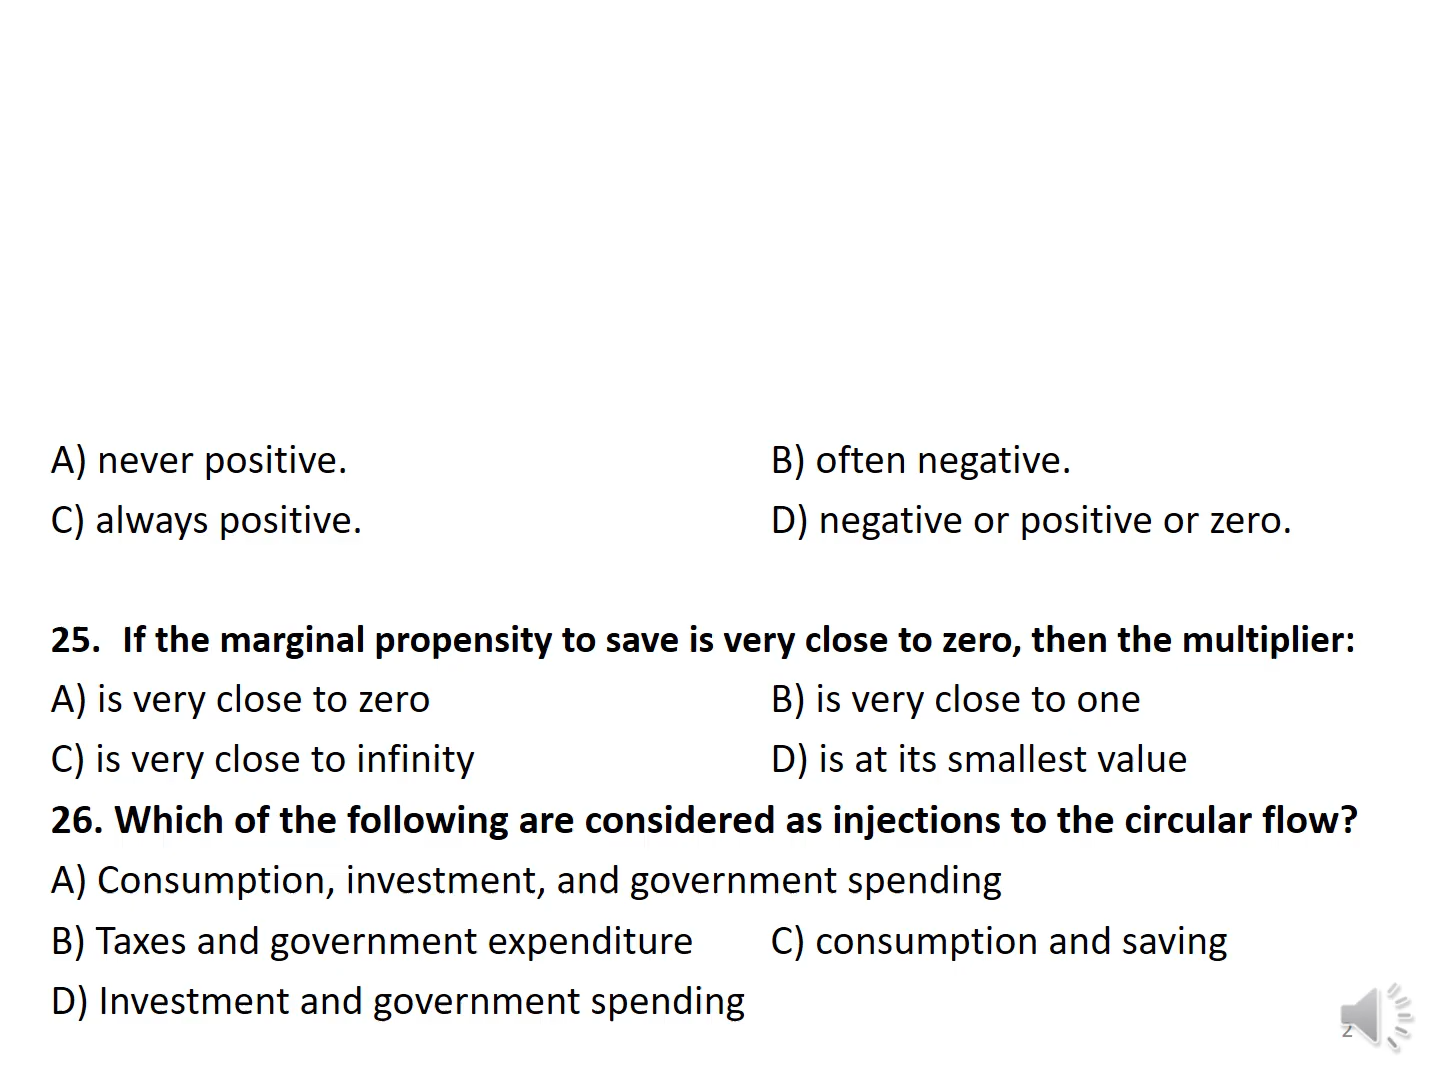 A) never positive. B) often negative.
C) always positive. D) negative or positive or zero.
25. If the marginal propensity to save is very close to zero, then the multiplier:
A) is very close to zero B) is very close to one
C) is very close to infinity D) is at its smallest value
26. Which of the following are considered as injections to the circular flow?
A) Consumption, investment, and government spending
B) Taxes and government expenditure C) consumption and saving
D) Investment and government spending
2